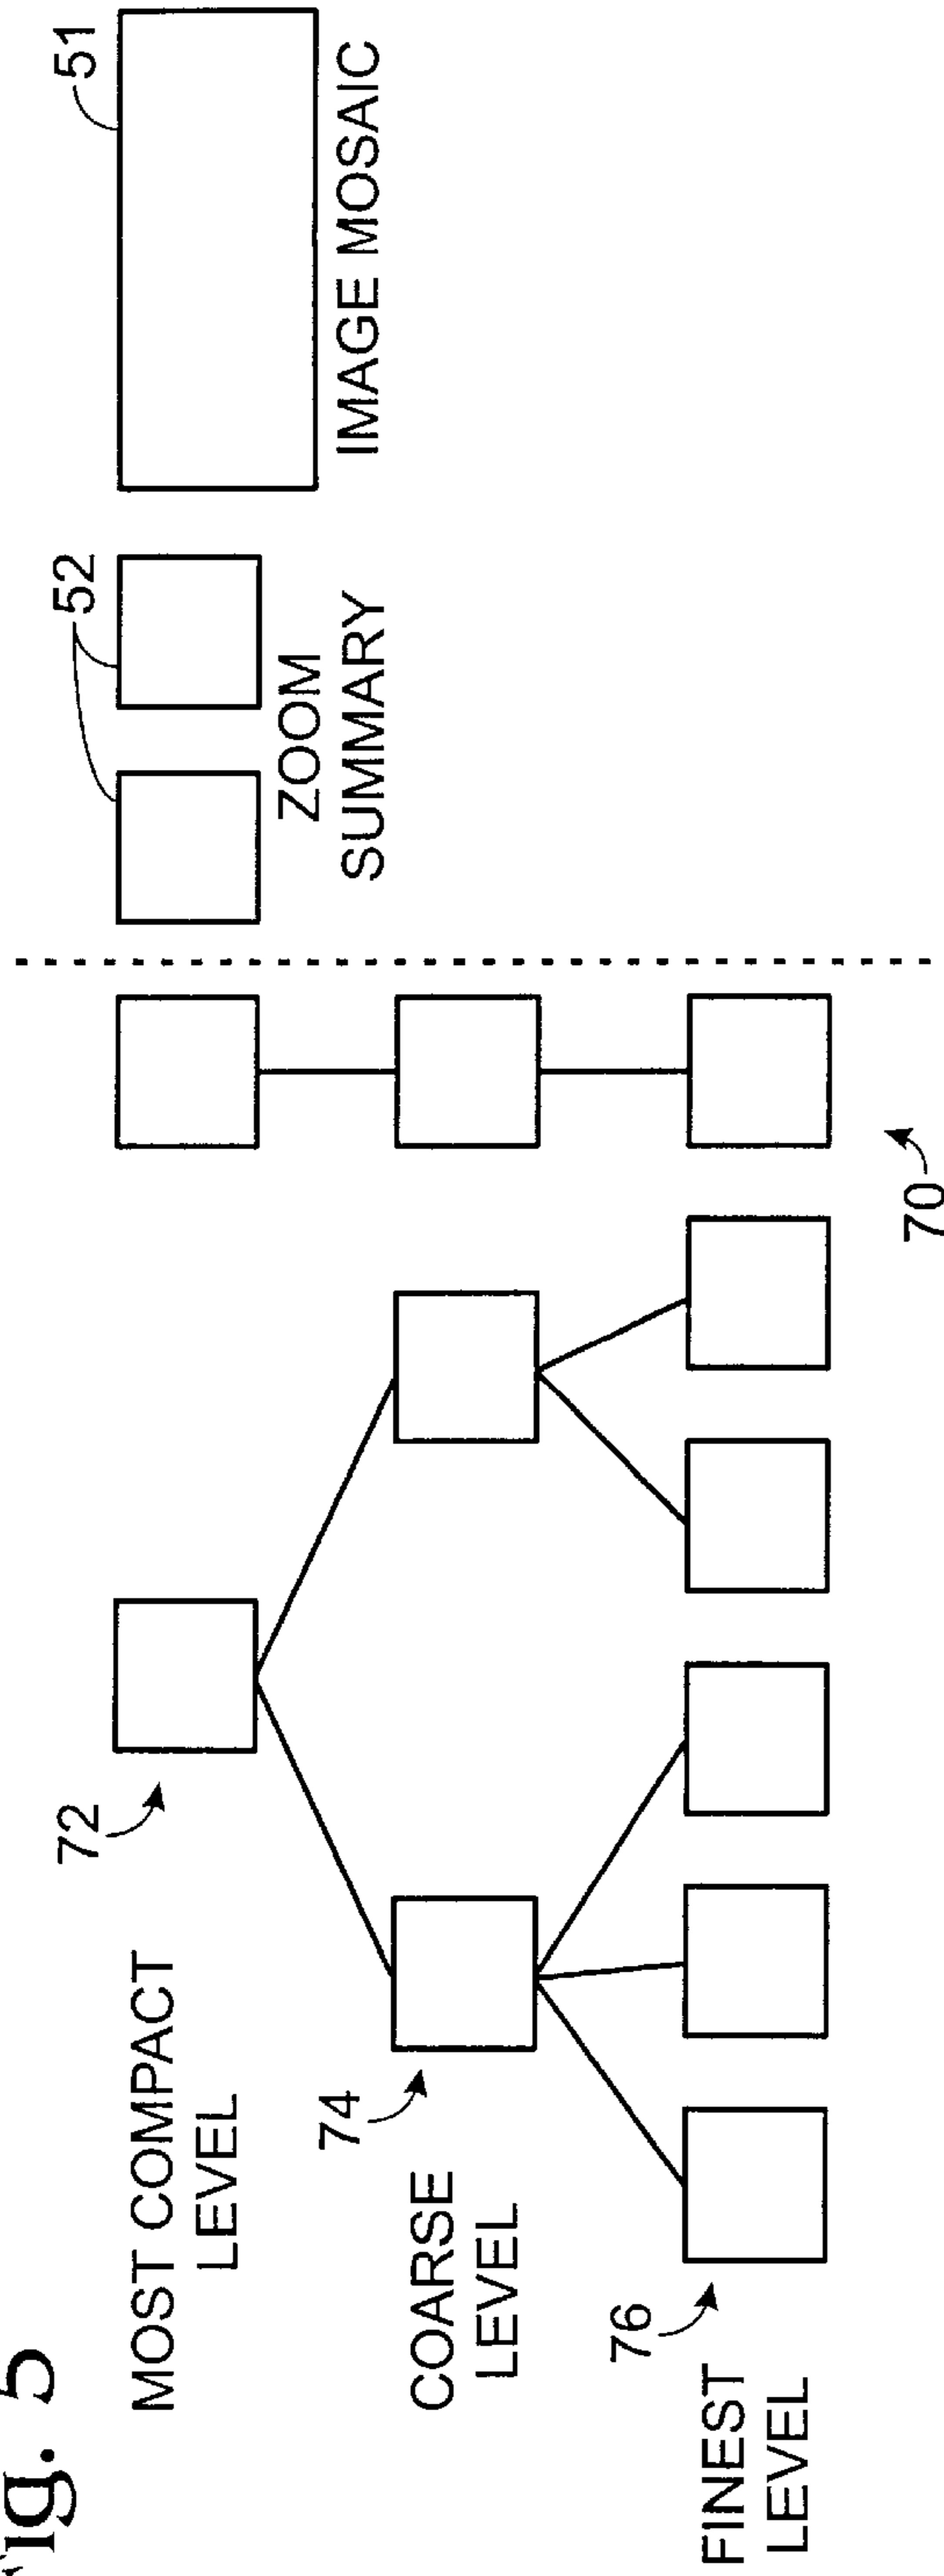 Fig. 5
MOST COMPACT
LEVEL
72
52
ZOOM
SUMMARY
51
IMAGE MOSAIC
COARSE
LEVEL
74
FINEST
LEVEL
76
70